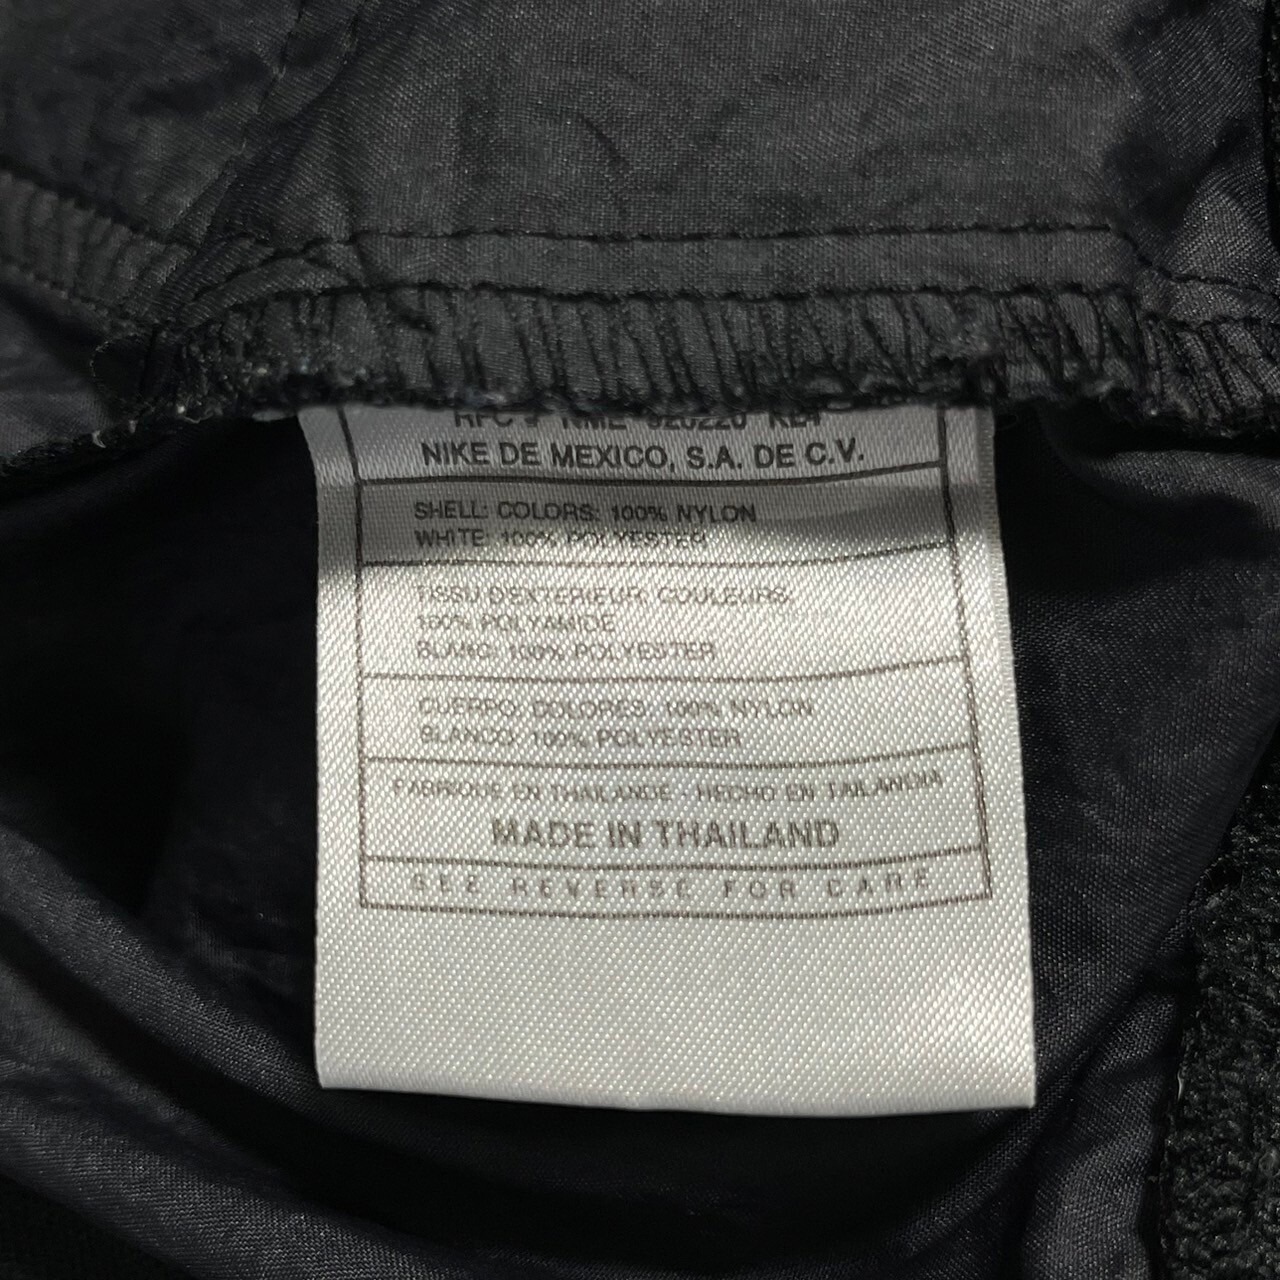 NIKE DE MEXICO, S.A. DE C.V.
SHELL: COLORS: 100% NYLON
WHITE: 100% POLYESTER
TISSU D'EXTERIEUR: COULEURS:
100% POLYAMIDE
BLANC: 100% POLYESTER
CUERPO: COLORES: 100% NYLON
BLANCO: 100% POLYESTER
FABRIQUE EN THAILANDE - HECHO EN TAILANDIA
MADE IN THAILAND
SEE REVERSE FOR CARE